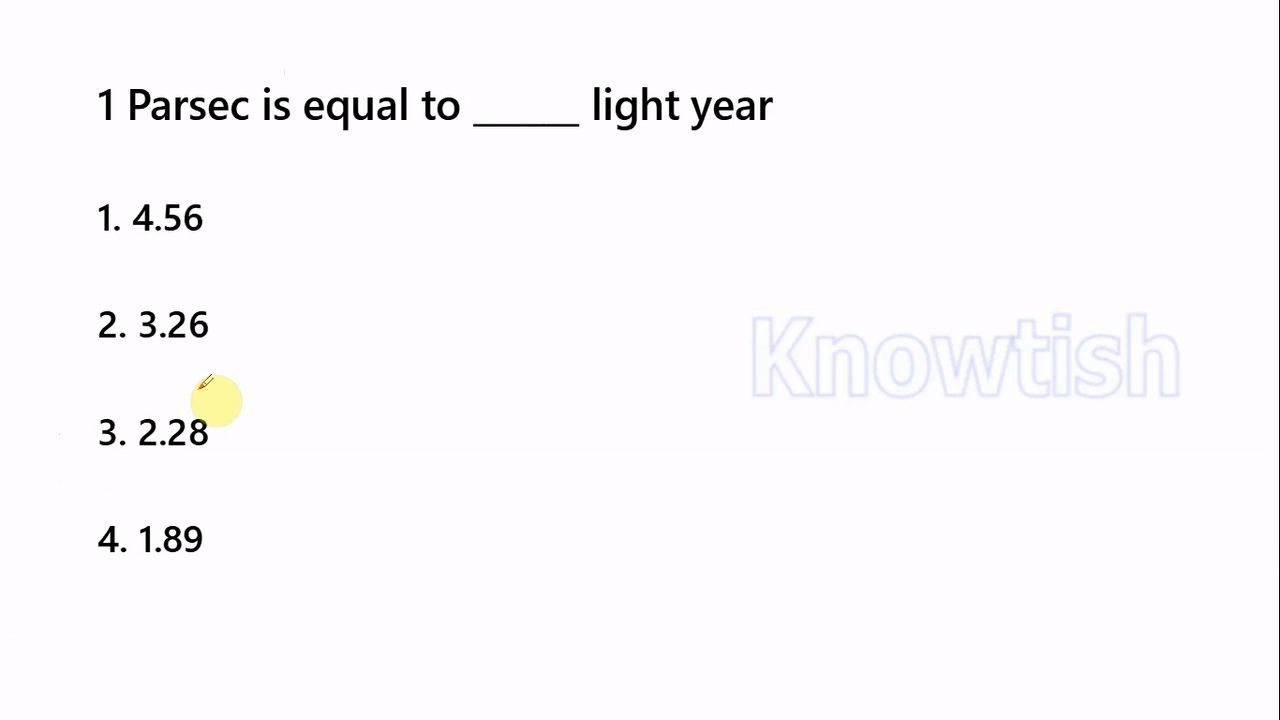 1 Parsec is equal to ______ light year
1. 4.56
2. 3.26
Knowtish
3. 2.28
4. 1.89